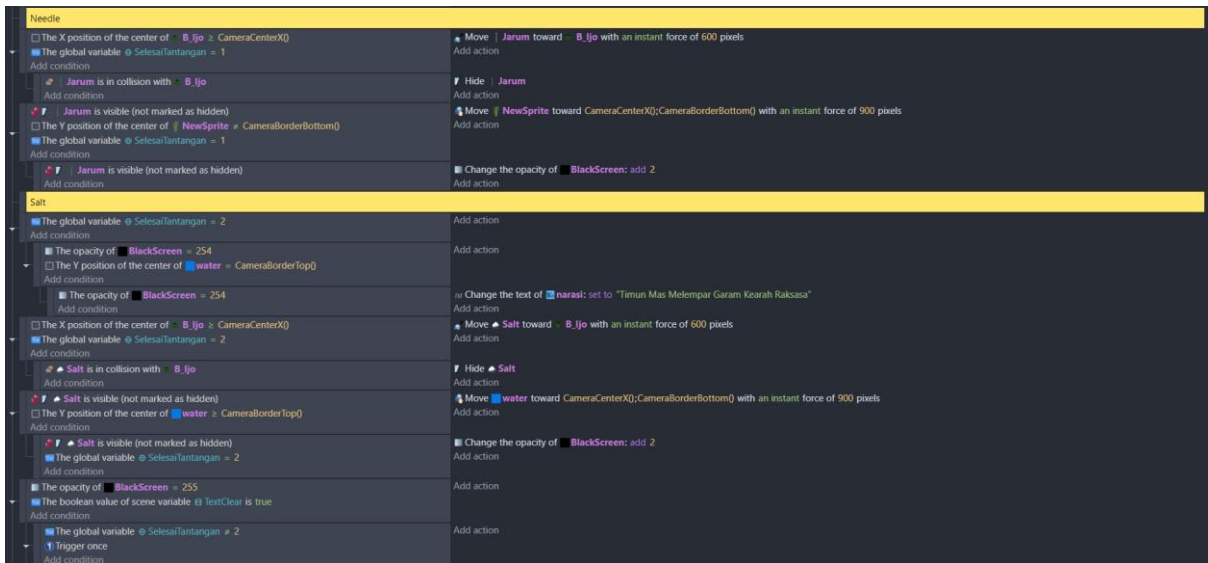 Needle
The X position of the center of B_Ijo ≥ CameraCenterX()
Move Jarum toward B_Ijo with an instant force of 600 pixels
The global variable SelesaiTantangan = 1
Add action
Add condition
Jarum is in collision with B_Ijo
Hide Jarum
Add condition
Add action
Jarum is visible (not marked as hidden)
Move NewSprite toward CameraCenterX();CameraBorderBottom() with an instant force of 900 pixels
The Y position of the center of NewSprite ≠ CameraBorderBottom()
Add action
The global variable SelesaiTantangan = 1
Add condition
Jarum is visible (not marked as hidden)
Change the opacity of BlackScreen: add 2
Add condition
Add action
Salt
The global variable SelesaiTantangan = 2
Add action
Add condition
The opacity of BlackScreen = 254
Add action
The Y position of the center of water = CameraBorderTop()
Add condition
The opacity of BlackScreen = 254
Change the text of narasi: set to "Timun Mas Melempar Garam Kearah Raksasa"
Add condition
Add action
The X position of the center of B_Ijo ≥ CameraCenterX()
Move Salt toward B_Ijo with an instant force of 600 pixels
The global variable SelesaiTantangan = 2
Add action
Add condition
Salt is in collision with B_Ijo
Hide Salt
Add condition
Add action
Salt is visible (not marked as hidden)
Move water toward CameraCenterX();CameraBorderBottom() with an instant force of 900 pixels
The Y position of the center of water ≥ CameraBorderTop()
Add action
Add condition
Salt is visible (not marked as hidden)
Change the opacity of BlackScreen: add 2
The global variable SelesaiTantangan = 2
Add action
Add condition
The opacity of BlackScreen = 255
Add action
The boolean value of scene variable TextClear is true
Add condition
The global variable SelesaiTantangan ≠ 2
Add action
Trigger once
Add condition